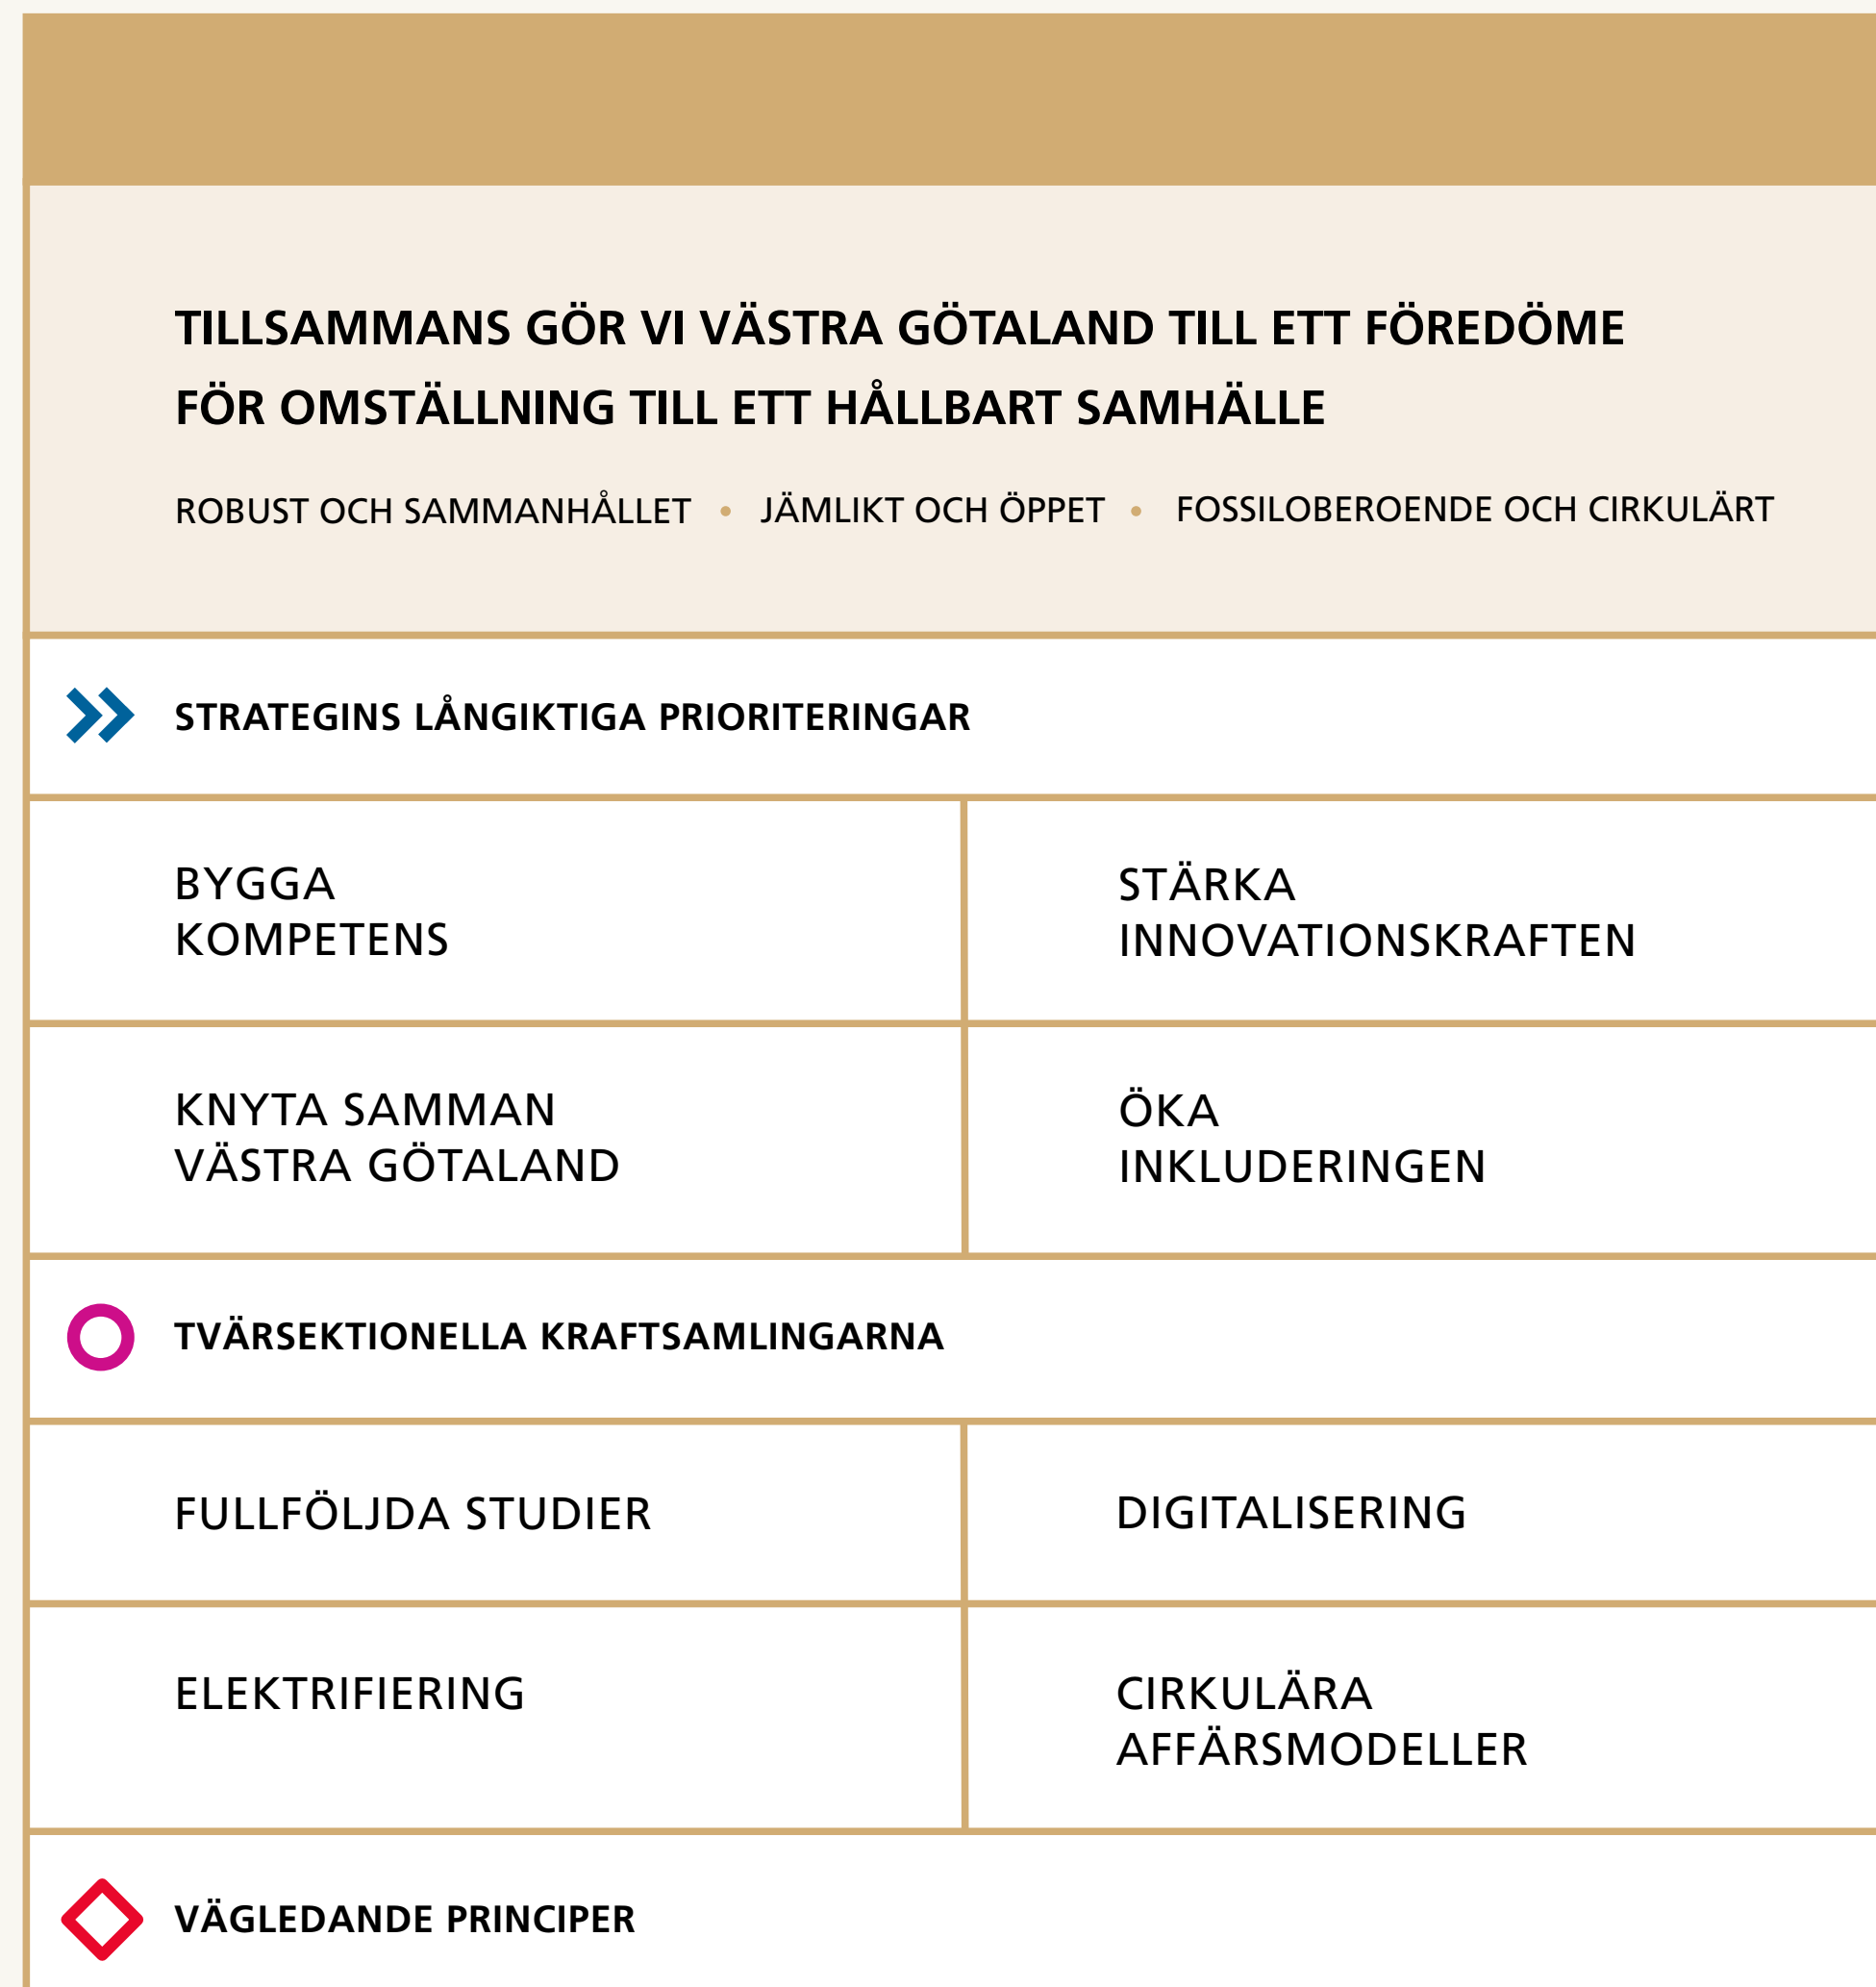 TILLSAMMANS GÖR VI VÄSTRA GÖTALAND TILL ETT FÖREDÖME
FÖR OMSTÄLLNING TILL ETT HÅLLBART SAMHÄLLE
ROBUST OCH SAMMANHÅLLET • JÄMLIKT OCH ÖPPET • FOSSILOBEROENDE OCH CIRKULÄRT
STRATEGINS LÅNGIKTIGA PRIORITERINGAR
BYGGA
KOMPETENS
STÄRKA
INNOVATIONSKRAFTEN
KNYTA SAMMAN
VÄSTRA GÖTALAND
ÖKA
INKLUDERINGEN
TVÄRSEKTIONELLA KRAFTSAMLINGARNA
FULLFÖLJDA STUDIER
DIGITALISERING
ELEKTRIFIERING
CIRKULÄRA
AFFÄRSMODELLER
VÄGLEDANDE PRINCIPER